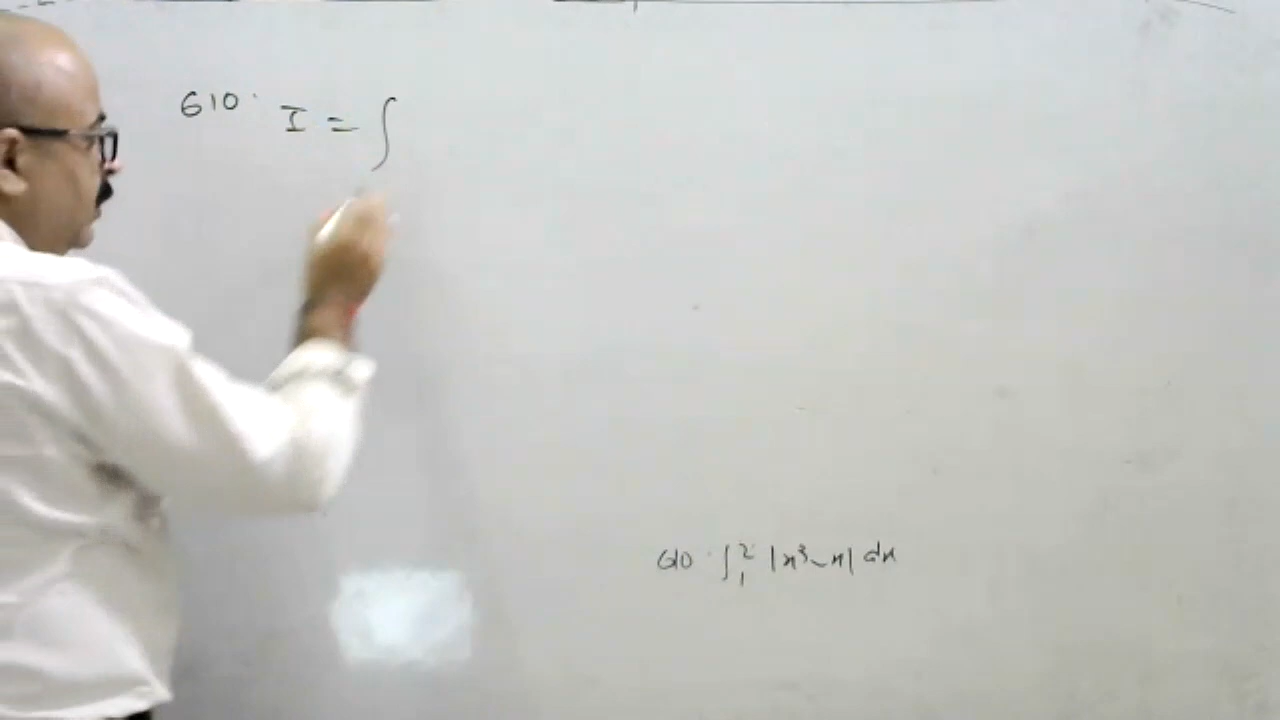 610. I = ∫
610. ∫₁² |x³-x| dx